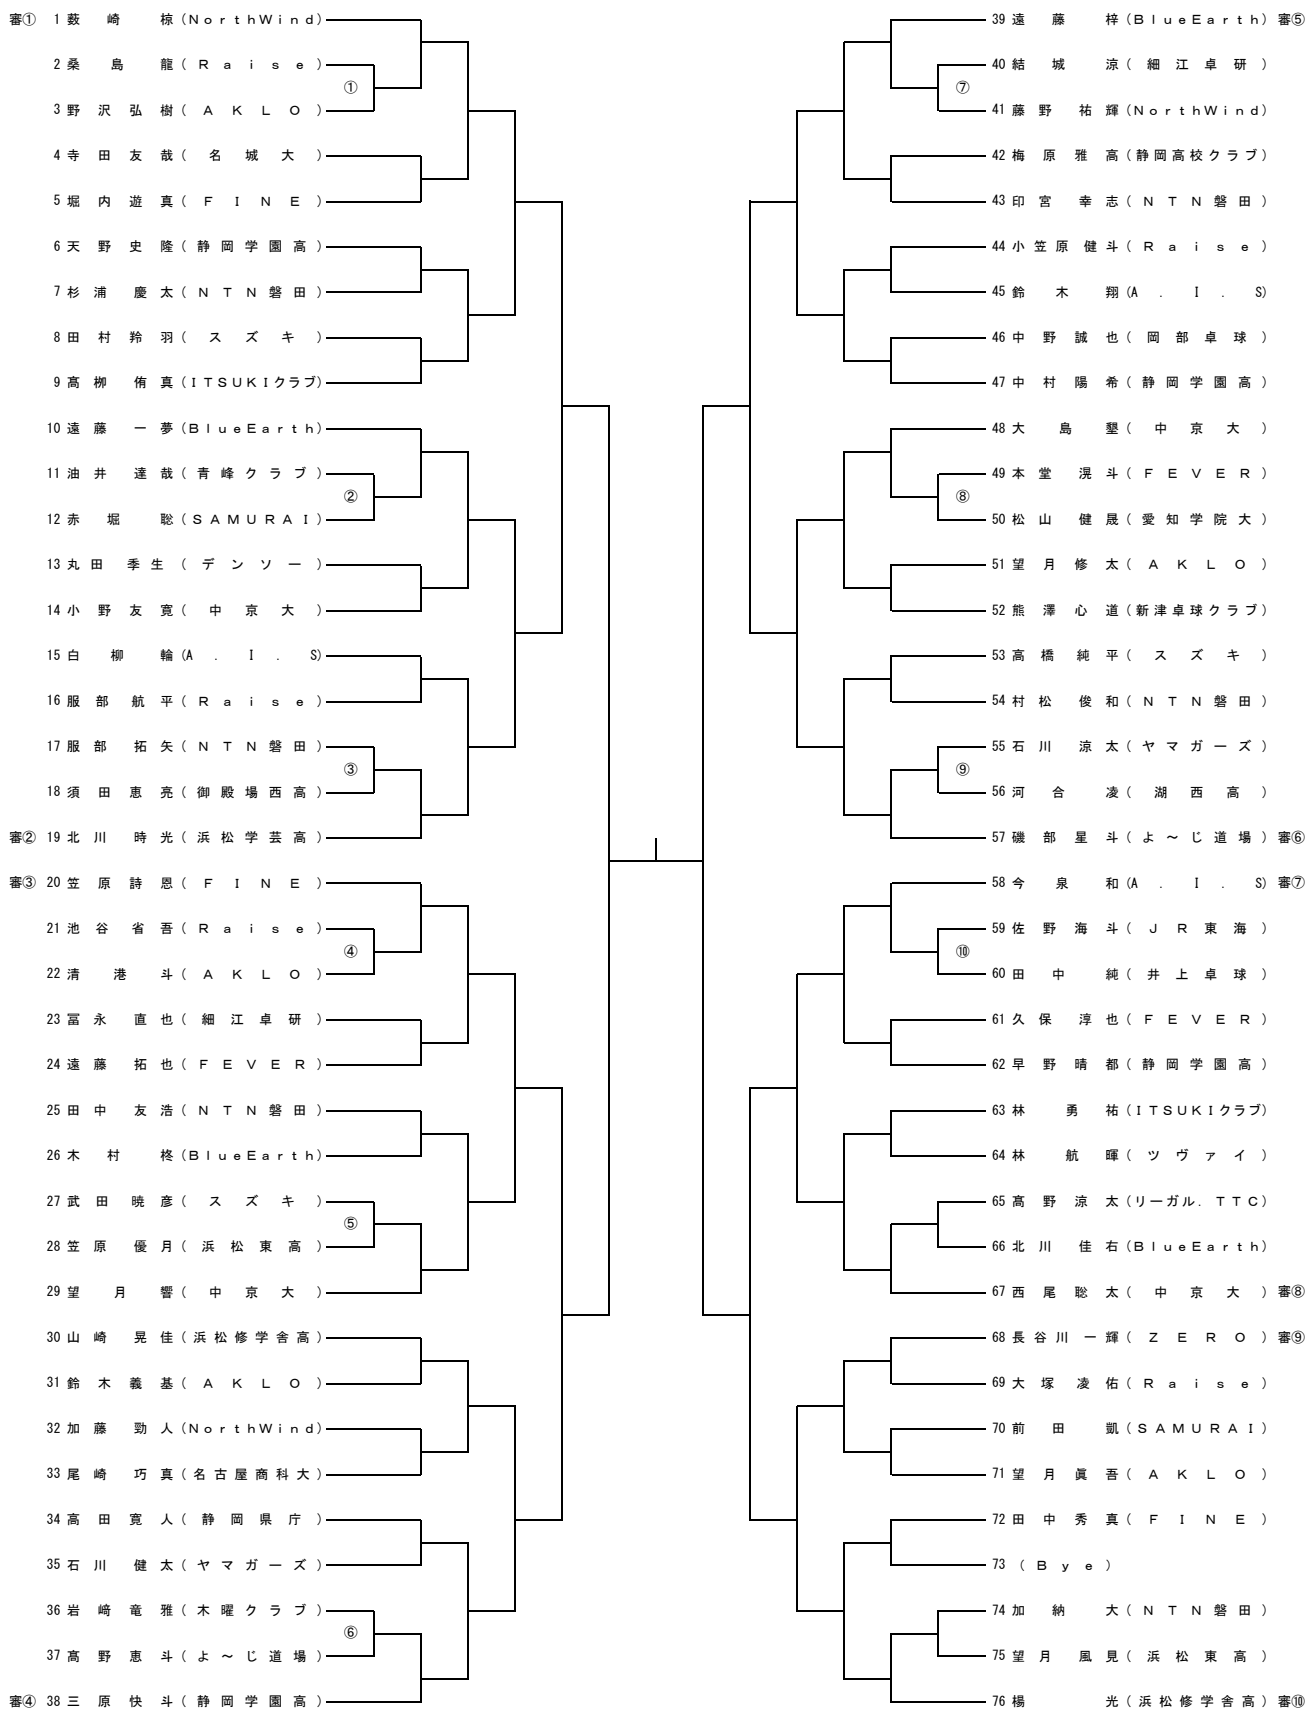 審① 1 薮崎椋 (NorthWind)
2 桑島龍 (Raise)
①
3 野沢弘樹 (AKLO)
4 寺田友哉 (名城大)
5 堀内遊真 (FINE)
6 天野史隆 (静岡学園高)
7 杉浦慶太 (NTN磐田)
8 田村羚羽 (スズキ)
9 髙栁侑真 (ITSUKIクラブ)
10 遠藤一夢 (BlueEarth)
11 油井達哉 (青峰クラブ)
②
12 赤堀聡 (SAMURAI)
13 丸田季生 (デンソー)
14 小野友寛 (中京大)
15 白柳輪 (A.I.S)
16 服部航平 (Raise)
17 服部拓矢 (NTN磐田)
③
18 須田恵亮 (御殿場西高)
審② 19 北川時光 (浜松学芸高)
審③ 20 笠原詩恩 (FINE)
21 池谷省吾 (Raise)
④
22 清港斗 (AKLO)
23 冨永直也 (細江卓研)
24 遠藤拓也 (FEVER)
25 田中友浩 (NTN磐田)
26 木村柊 (BlueEarth)
27 武田暁彦 (スズキ)
⑤
28 笠原優月 (浜松東高)
29 望月響 (中京大)
30 山崎晃佳 (浜松修学舎高)
31 鈴木義基 (AKLO)
32 加藤勁人 (NorthWind)
33 尾崎巧真 (名古屋商科大)
34 高田寛人 (静岡県庁)
35 石川健太 (ヤマガーズ)
36 岩﨑竜雅 (木曜クラブ)
⑥
37 髙野恵斗 (よ～じ道場)
審④ 38 三原快斗 (静岡学園高)
39 遠藤梓 (BlueEarth) 審⑤
40 結城涼 (細江卓研)
⑦
41 藤野祐輝 (NorthWind)
42 梅原雅高 (静岡高校クラブ)
43 印宮幸志 (NTN磐田)
44 小笠原健斗 (Raise)
45 鈴木翔 (A.I.S)
46 中野誠也 (岡部卓球)
47 中村陽希 (静岡学園高)
48 大島墾 (中京大)
49 本堂滉斗 (FEVER)
⑧
50 松山健晟 (愛知学院大)
51 望月修太 (AKLO)
52 熊澤心道 (新津卓球クラブ)
53 高橋純平 (スズキ)
54 村松俊和 (NTN磐田)
55 石川涼太 (ヤマガーズ)
⑨
56 河合凌 (湖西高)
57 磯部星斗 (よ～じ道場) 審⑥
58 今泉和 (A.I.S) 審⑦
59 佐野海斗 (JR東海)
⑩
60 田中純 (井上卓球)
61 久保淳也 (FEVER)
62 早野晴都 (静岡学園高)
63 林勇祐 (ITSUKIクラブ)
64 林航暉 (ツヴァイ)
65 髙野涼太 (リーガル.TTC)
66 北川佳右 (BlueEarth)
67 西尾聡太 (中京大) 審⑧
68 長谷川一輝 (ZERO) 審⑨
69 大塚凌佑 (Raise)
70 前田凱 (SAMURAI)
71 望月眞吾 (AKLO)
72 田中秀真 (FINE)
73 (Bye)
74 加納大 (NTN磐田)
75 望月風見 (浜松東高)
76 楊光 (浜松修学舎高) 審⑩